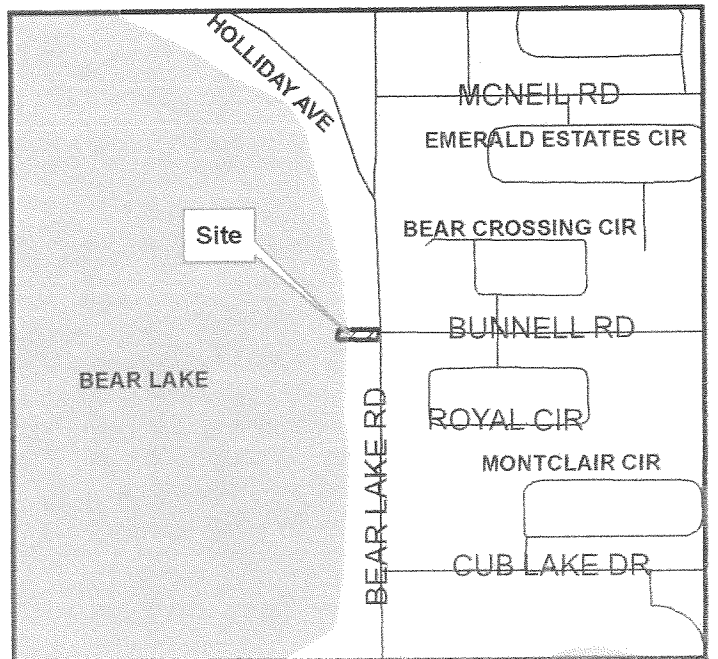 HOLLIDAY AVE
MCNEIL RD
EMERALD ESTATES CIR
Site
BEAR CROSSING CIR
BUNNELL RD
BEAR LAKE
BEAR LAKE RD
ROYAL CIR
MONTCLAIR CIR
CUB LAKE DR